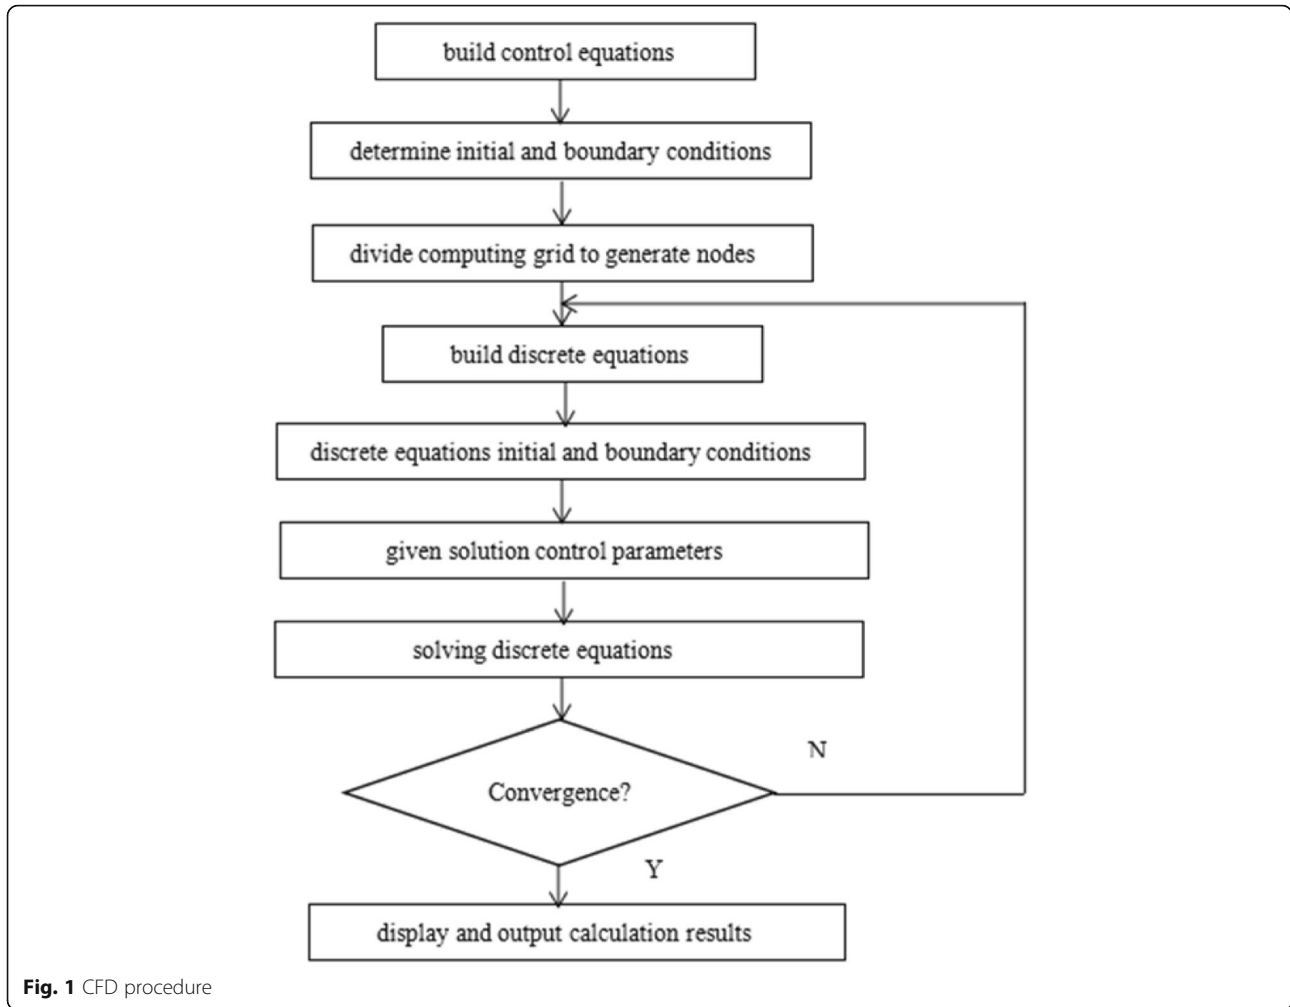 build control equations
determine initial and boundary conditions
divide computing grid to generate nodes
build discrete equations
discrete equations initial and boundary conditions
given solution control parameters
solving discrete equations
N
Convergence?
Y
display and output calculation results
Fig. 1 CFD procedure